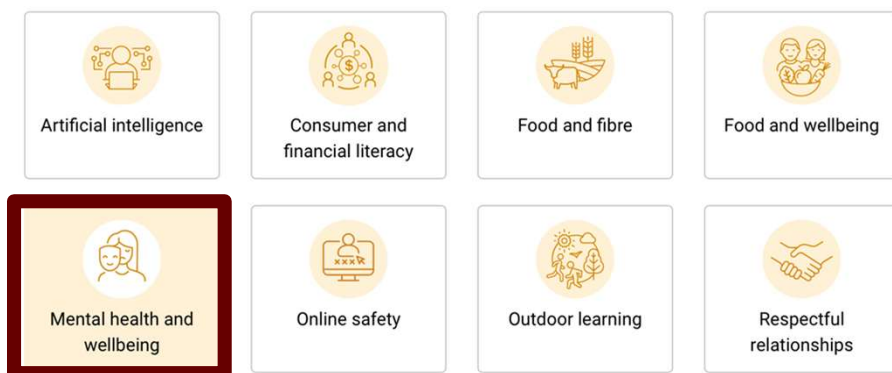 Artificial intelligence
Consumer and
financial literacy
Food and fibre
Food and wellbeing
Mental health and
wellbeing
Online safety
Outdoor learning
Respectful
relationships